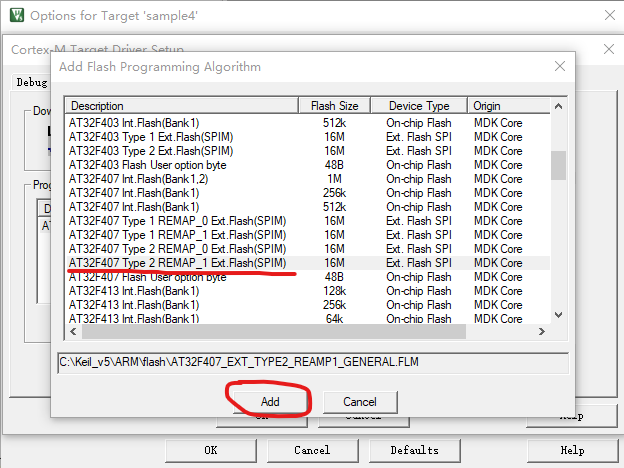 Options for Target 'sample4'
Cortex-M Target Driver Setup
Add Flash Programming Algorithm
Debug
Description Flash Size Device Type Origin
AT32F403 Int.Flash(Bank1) 512k On-chip Flash MDK Core
AT32F403 Type 1 Ext.Flash(SPIM) 16M Ext. Flash SPI MDK Core
AT32F403 Type 2 Ext.Flash(SPIM) 16M Ext. Flash SPI MDK Core
AT32F403 Flash User option byte 48B On-chip Flash MDK Core
AT32F407 Int.Flash(Bank1,2) 1M On-chip Flash MDK Core
AT32F407 Int.Flash(Bank1) 256k On-chip Flash MDK Core
AT32F407 Int.Flash(Bank1) 512k On-chip Flash MDK Core
AT32F407 Type 1 REMAP_0 Ext.Flash(SPIM) 16M Ext. Flash SPI MDK Core
AT32F407 Type 1 REMAP_1 Ext.Flash(SPIM) 16M Ext. Flash SPI MDK Core
AT32F407 Type 2 REMAP_0 Ext.Flash(SPIM) 16M Ext. Flash SPI MDK Core
AT32F407 Type 2 REMAP_1 Ext.Flash(SPIM) 16M Ext. Flash SPI MDK Core
AT32F407 Flash User option byte 48B On-chip Flash MDK Core
AT32F413 Int.Flash(Bank1) 128k On-chip Flash MDK Core
AT32F413 Int.Flash(Bank1) 256k On-chip Flash MDK Core
AT32F413 Int.Flash(Bank1) 64k On-chip Flash MDK Core
C:\Keil_v5\ARM\flash\AT32F407_EXT_TYPE2_REAMP1_GENERAL.FLM
Add Cancel
OK Cancel Defaults Help